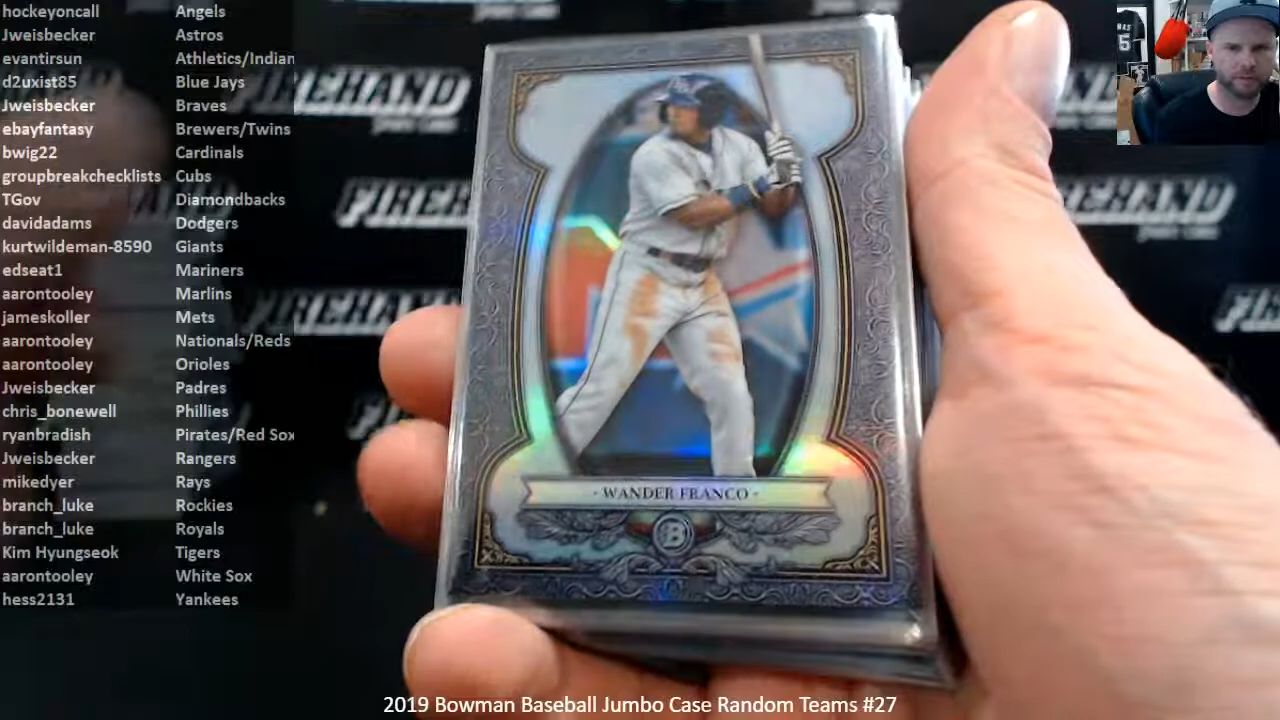 hockeyoncall Angels
Jweisbecker Astros
evantirsun Athletics/Indian
d2uxist85 Blue Jays
Jweisbecker Braves
ebayfantasy Brewers/Twins
bwig22 Cardinals
groupbreakchecklists Cubs
TGov Diamondbacks
davidadams Dodgers
kurtwildeman-8590 Giants
edseat1 Mariners
aarontooley Marlins
jameskoller Mets
aarontooley Nationals/Reds
aarontooley Orioles
Jweisbecker Padres
chris_bonewell Phillies
ryanbradish Pirates/Red Sox
Jweisbecker Rangers
mikedyer Rays
branch_luke Rockies
branch_luke Royals
Kim Hyungseok Tigers
aarontooley White Sox
hess2131 Yankees
FIREHAND
FIREHAND
- WANDER FRANCO -
B
2019 Bowman Baseball Jumbo Case Random Teams #27